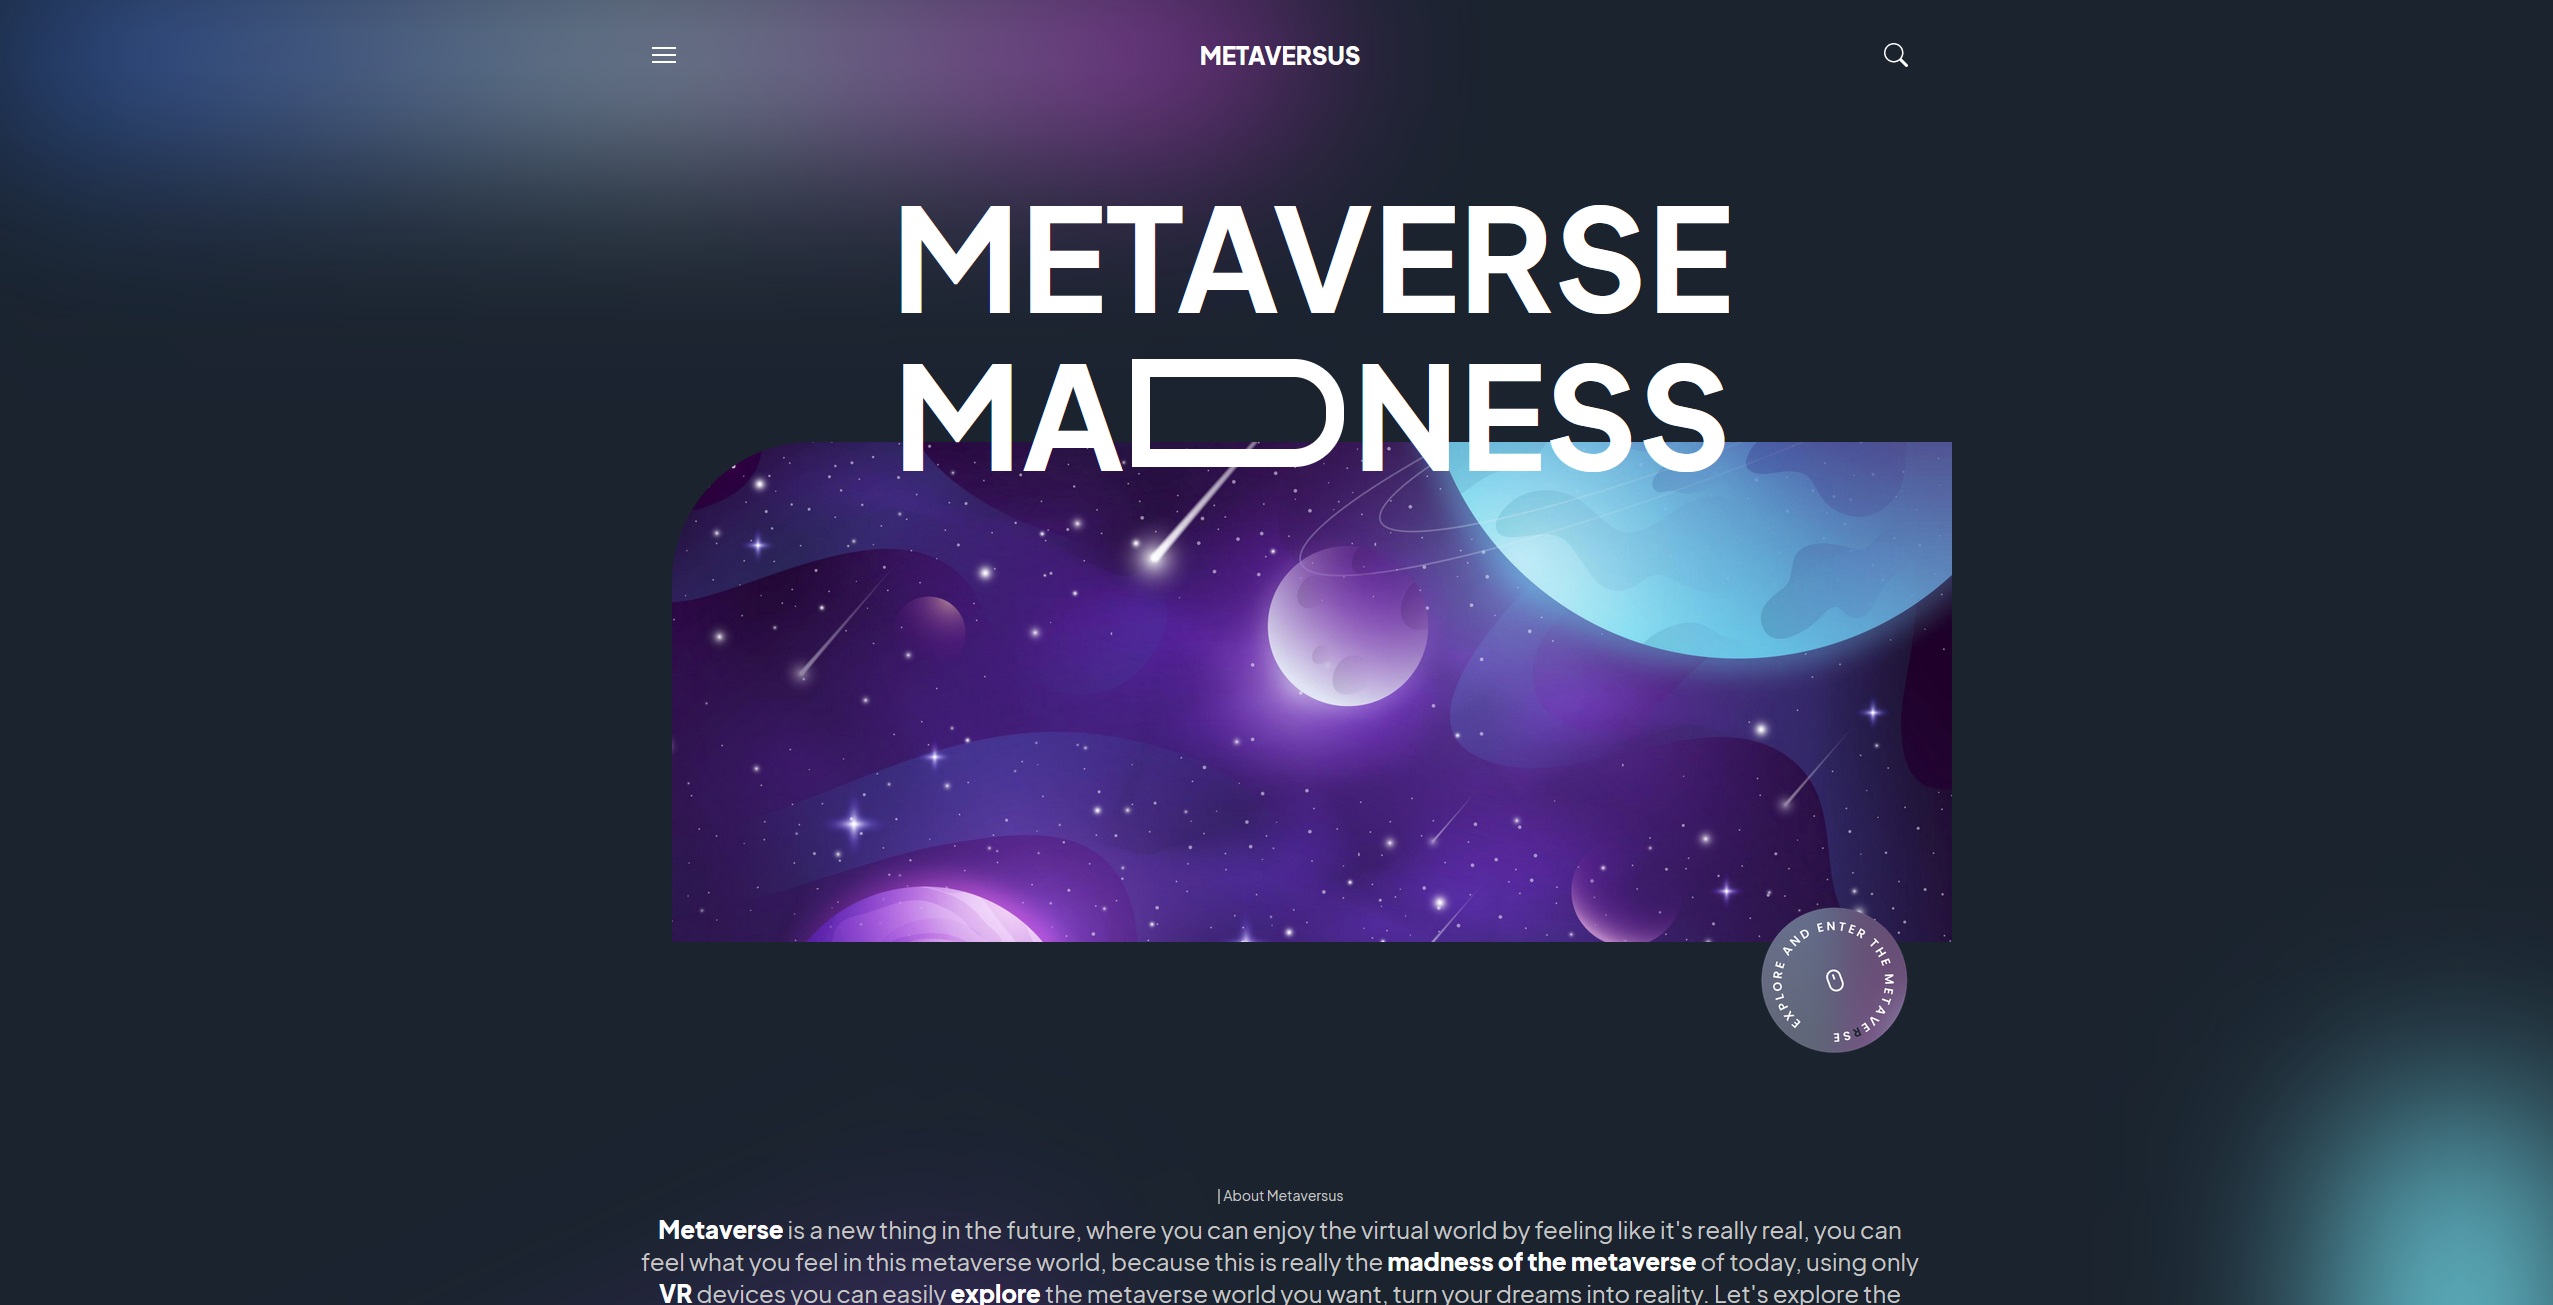 METAVERSUS
METAVERSE
MADNESS
EXPLORE AND ENTER THE METAVERSE
| About Metaversus
Metaverse is a new thing in the future, where you can enjoy the virtual world by feeling like it's really real, you can
feel what you feel in this metaverse world, because this is really the madness of the metaverse of today, using only
VR devices you can easily explore the metaverse world you want, turn your dreams into reality. Let's explore the